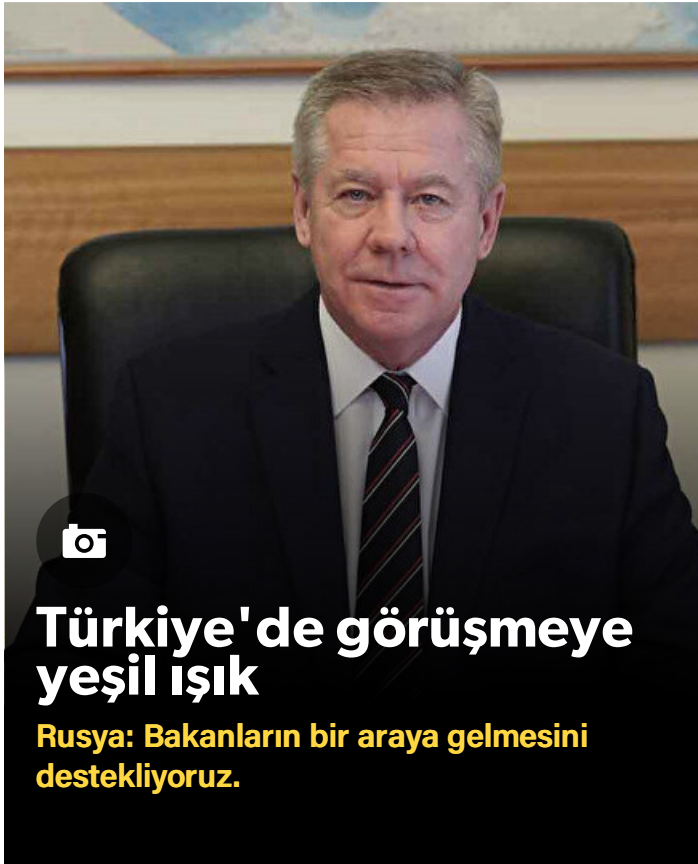 Türkiye'de görüşmeye
yeşil ışık
Rusya: Bakanların bir araya gelmesini
destekliyoruz.